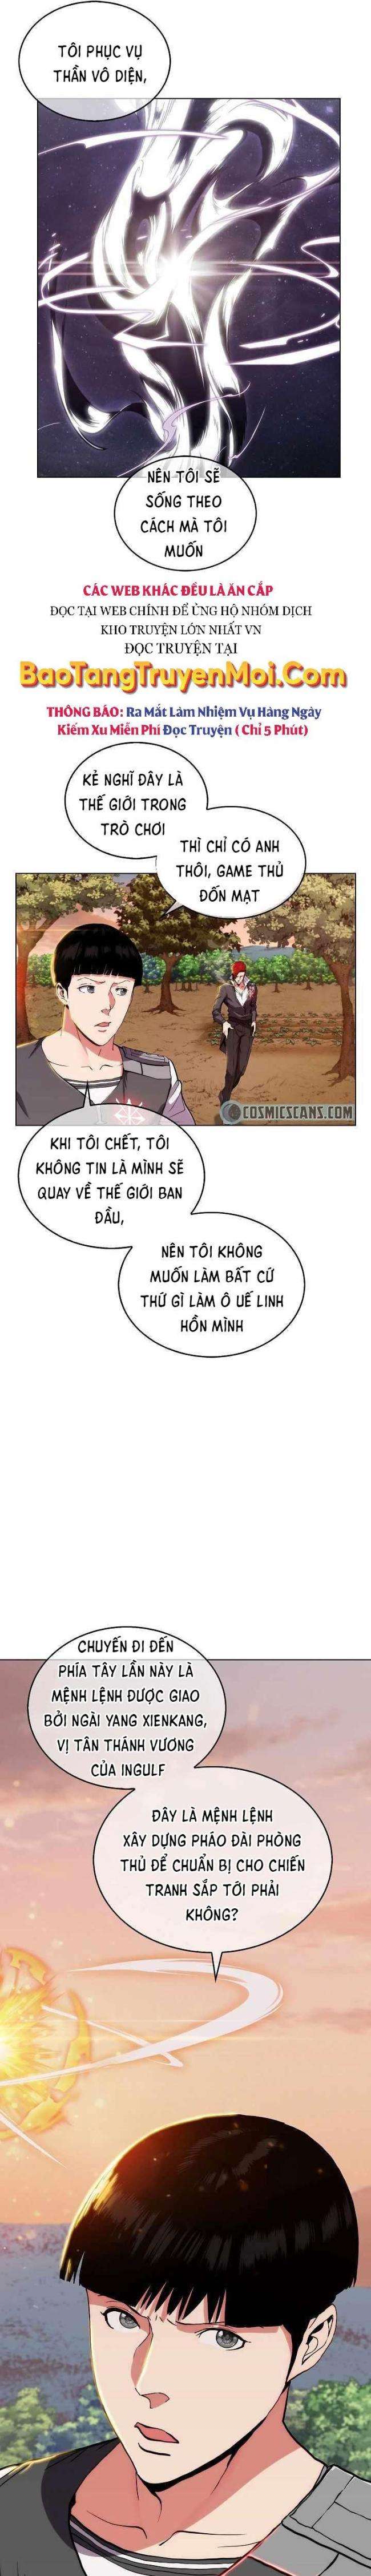 TÔI PHỤC VỤ
THẦN VÔ DIỆN,
NÊN TÔI SẼ
SỐNG THEO
CÁCH MÀ TÔI
MUỐN
CÁC WEB KHÁC ĐỀU LÀ ĂN CẮP
ĐỌC TẠI WEB CHÍNH ĐỂ ỦNG HỘ NHÓM DỊCH
KHO TRUYỆN LỚN NHẤT VN
ĐỌC TRUYỆN TẠI
BaoTangTruyenMoi.Com
THÔNG BÁO: Ra Mắt Làm Nhiệm Vụ Hàng Ngày
Kiếm Xu Miễn Phí Đọc Truyện ( Chỉ 5 Phút)
KẺ NGHĨ ĐÂY LÀ
THẾ GIỚI TRONG
TRÒ CHƠI
THÌ CHỈ CÓ ANH
THÔI, GAME THỦ
ĐỐN MẠT
COSMICSCANS.COM
KHI TÔI CHẾT, TÔI
KHÔNG TIN LÀ MÌNH SẼ
QUAY VỀ THẾ GIỚI BAN
ĐẦU,
NÊN TÔI KHÔNG
MUỐN LÀM BẤT CỨ
THỨ GÌ LÀM Ô UẾ LINH
HỒN MÌNH
CHUYẾN ĐI ĐẾN
PHÍA TÂY LẦN NÀY LÀ
MỆNH LỆNH ĐƯỢC GIAO
BỞI NGÀI YANG XIENKANG,
VỊ TÂN THÁNH VƯƠNG
CỦA INGULF
ĐÂY LÀ MỆNH LỆNH
XÂY DỰNG PHÁO ĐÀI PHÒNG
THỦ ĐỂ CHUẨN BỊ CHO CHIẾN
TRANH SẮP TỚI PHẢI
KHÔNG?